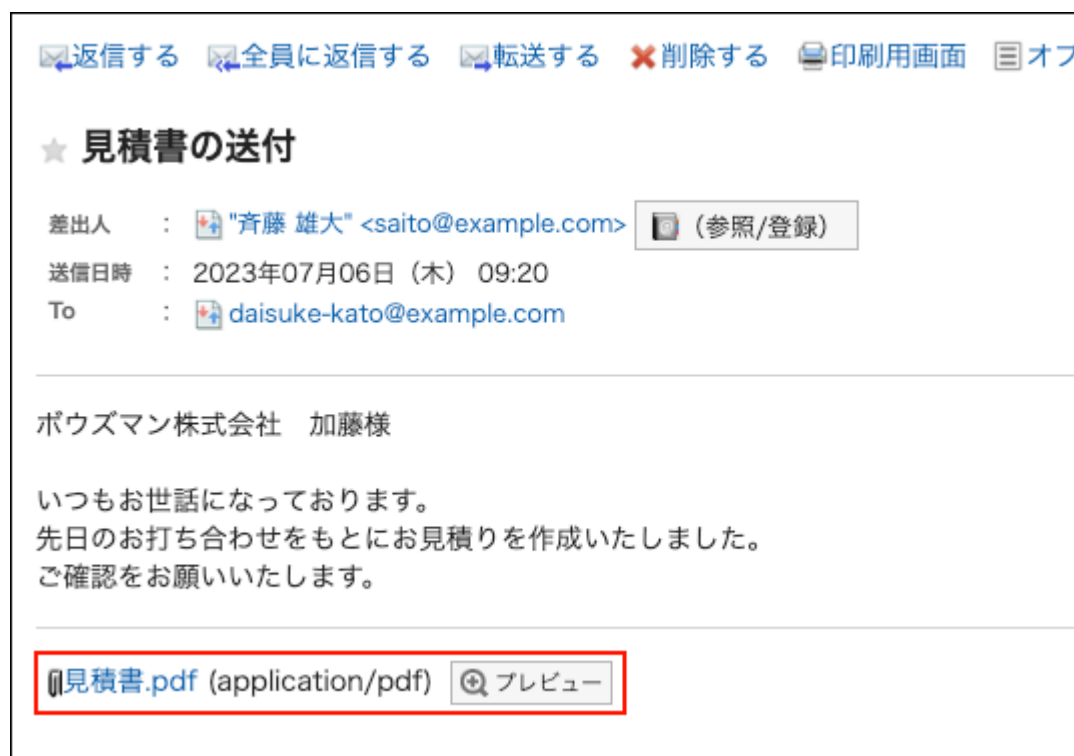 返信する 全員に返信する 転送する 削除する 印刷用画面 オプ
見積書の送付
差出人 : "斉藤 雄大" <saito@example.com> (参照/登録)
送信日時 : 2023年07月06日(木) 09:20
To : daisuke-kato@example.com
ボウズマン株式会社 加藤様
いつもお世話になっております。
先日のお打ち合わせをもとにお見積りを作成いたしました。
ご確認をお願いいたします。
見積書.pdf (application/pdf) プレビュー